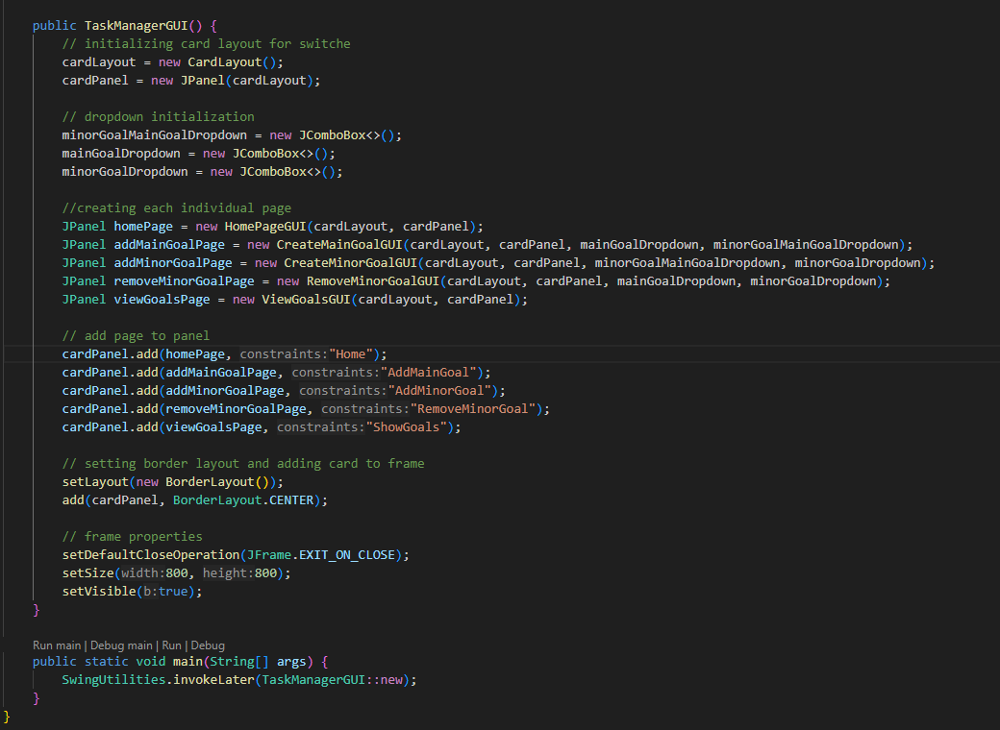 public TaskManagerGUI() {
// initializing card layout for switche
cardLayout = new CardLayout();
cardPanel = new JPanel(cardLayout);
// dropdown initialization
minorGoalMainGoalDropdown = new JComboBox<>();
mainGoalDropdown = new JComboBox<>();
minorGoalDropdown = new JComboBox<>();
//creating each individual page
JPanel homePage = new HomePageGUI(cardLayout, cardPanel);
JPanel addMainGoalPage = new CreateMainGoalGUI(cardLayout, cardPanel, mainGoalDropdown, minorGoalMainGoalDropdown);
JPanel addMinorGoalPage = new CreateMinorGoalGUI(cardLayout, cardPanel, minorGoalMainGoalDropdown, minorGoalDropdown);
JPanel removeMinorGoalPage = new RemoveMinorGoalGUI(cardLayout, cardPanel, mainGoalDropdown, minorGoalDropdown);
JPanel viewGoalsPage = new ViewGoalsGUI(cardLayout, cardPanel);
// add page to panel
cardPanel.add(homePage, constraints:"Home");
cardPanel.add(addMainGoalPage, constraints:"AddMainGoal");
cardPanel.add(addMinorGoalPage, constraints:"AddMinorGoal");
cardPanel.add(removeMinorGoalPage, constraints:"RemoveMinorGoal");
cardPanel.add(viewGoalsPage, constraints:"ShowGoals");
// setting border layout and adding card to frame
setLayout(new BorderLayout());
add(cardPanel, BorderLayout.CENTER);
// frame properties
setDefaultCloseOperation(JFrame.EXIT_ON_CLOSE);
setSize(width:800, height:800);
setVisible(b:true);
}
Run main | Debug main | Run | Debug
public static void main(String[] args) {
SwingUtilities.invokeLater(TaskManagerGUI::new);
}
}